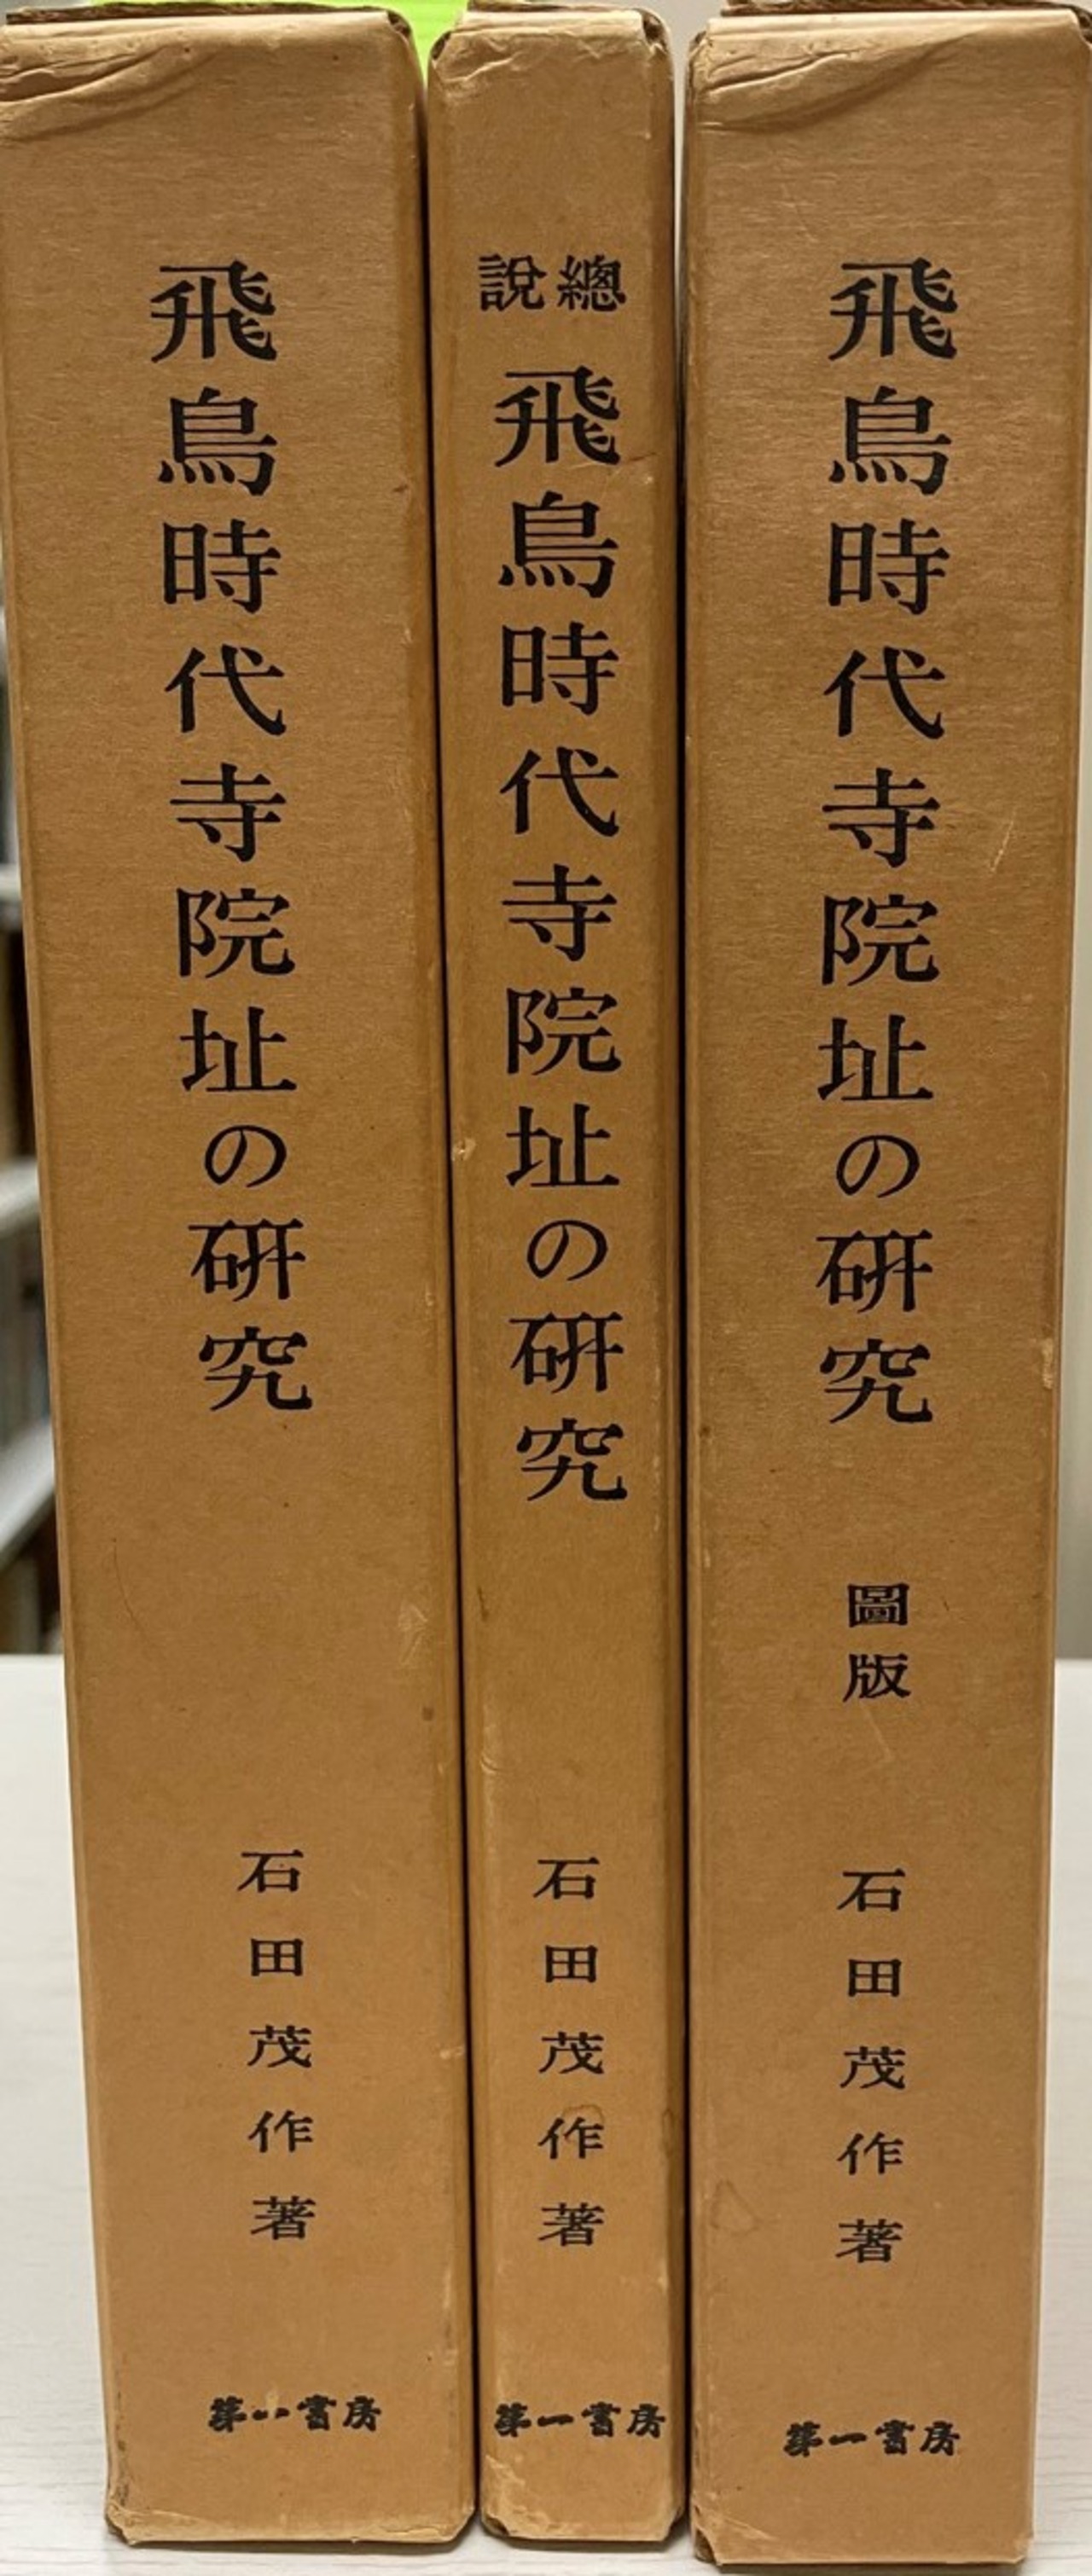 飛鳥時代寺院址の研究
石田茂作著
第一書房
總説
飛鳥時代寺院址の研究
石田茂作著
第一書房
飛鳥時代寺院址の研究
圖版
石田茂作著
第一書房